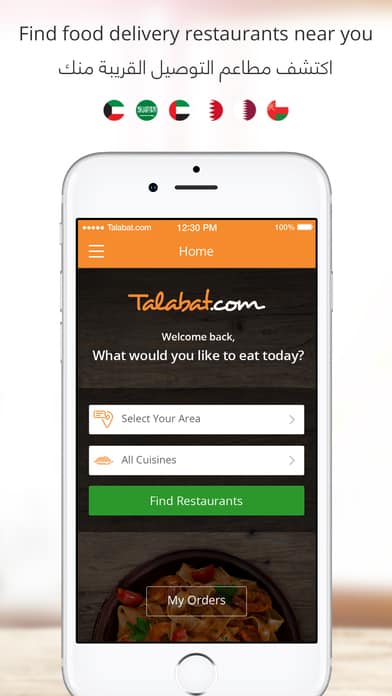 Find food delivery restaurants near you
اكتشف مطاعم التوصيل القريبة منك
Talabat.com 12:30 PM 100%
Home
Talabat.com
Welcome back,
What would you like to eat today?
Select Your Area
All Cuisines
Find Restaurants
My Orders